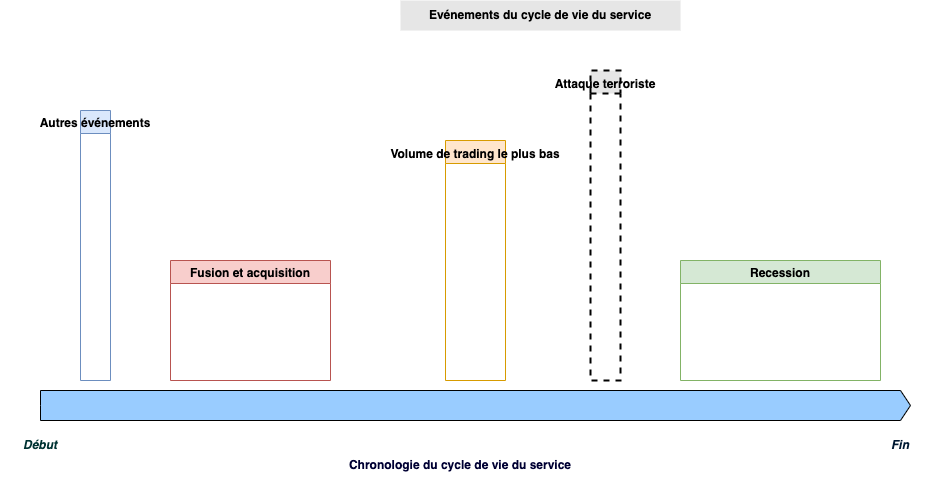 Evénements du cycle de vie du service
Attaque terroriste
Autres événements
Volume de trading le plus bas
Fusion et acquisition
Recession
Début
Fin
Chronologie du cycle de vie du service